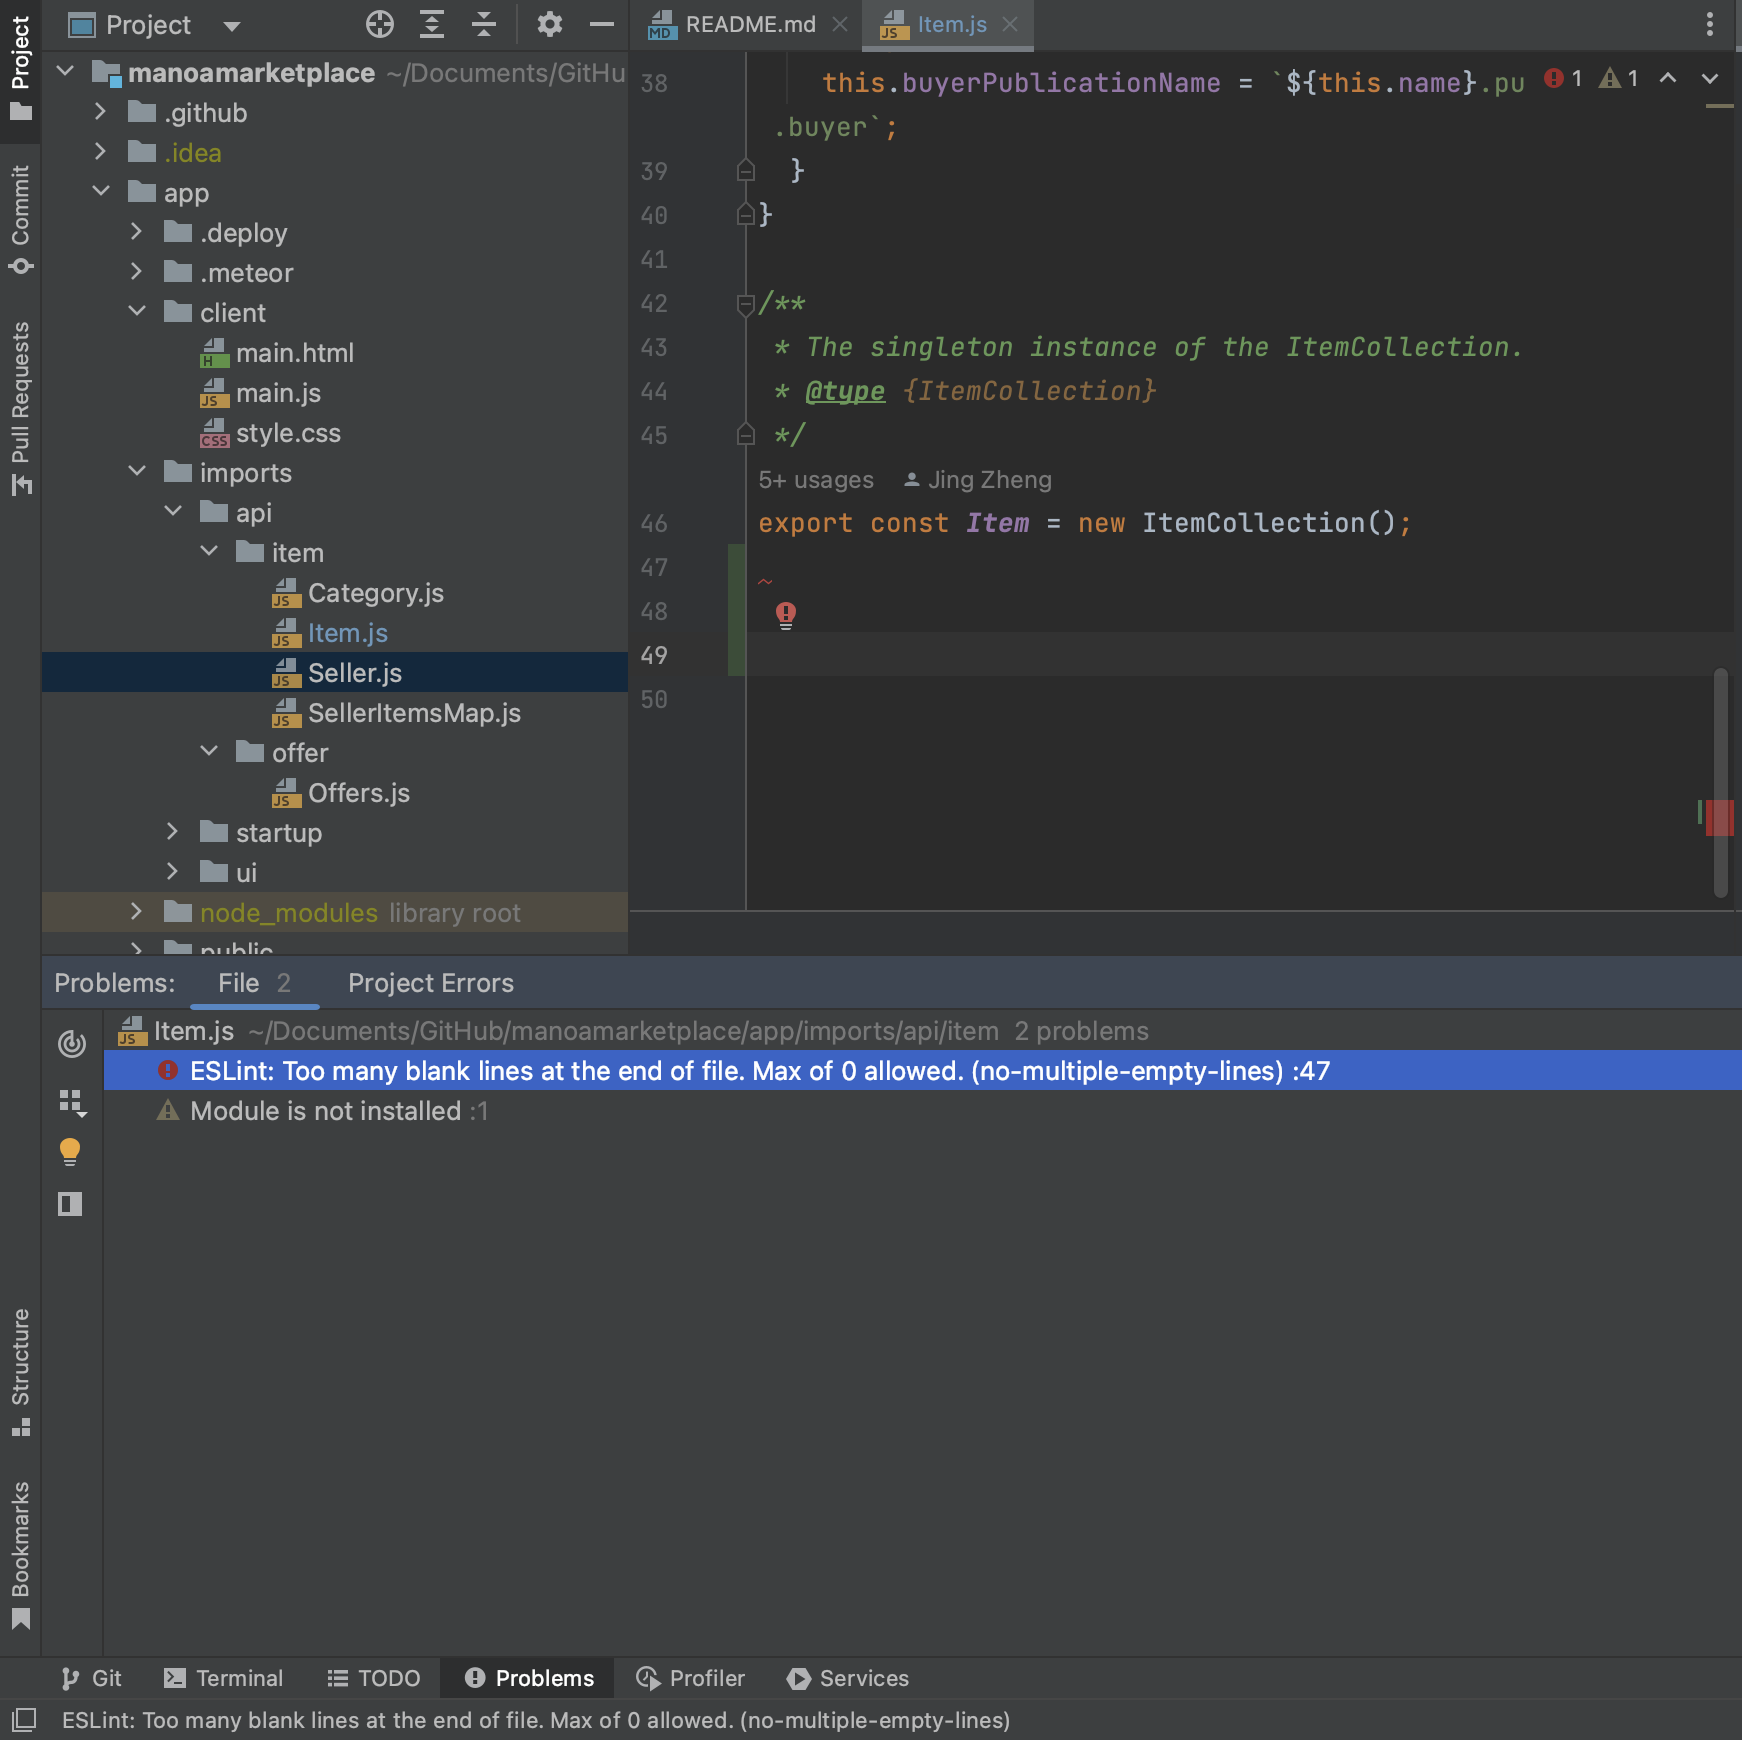 Project
Commit
Pull Requests
Structure
Bookmarks
Project
manoamarketplace ~/Documents/GitHu
.github
.idea
app
.deploy
.meteor
client
main.html
main.js
style.css
imports
api
item
Category.js
Item.js
Seller.js
SellerItemsMap.js
offer
Offers.js
startup
ui
node_modules library root
public
README.md
Item.js
1 1
38 this.buyerPublicationName = `${this.name}.pu
.buyer`;
39 }
40 }
41
42 /**
43 * The singleton instance of the ItemCollection.
44 * @type {ItemCollection}
45 */
5+ usages Jing Zheng
46 export const Item = new ItemCollection();
47
48
49
50
Problems: File 2 Project Errors
Item.js ~/Documents/GitHub/manoamarketplace/app/imports/api/item 2 problems
ESLint: Too many blank lines at the end of file. Max of 0 allowed. (no-multiple-empty-lines) :47
Module is not installed :1
Git Terminal TODO Problems Profiler Services
ESLint: Too many blank lines at the end of file. Max of 0 allowed. (no-multiple-empty-lines)